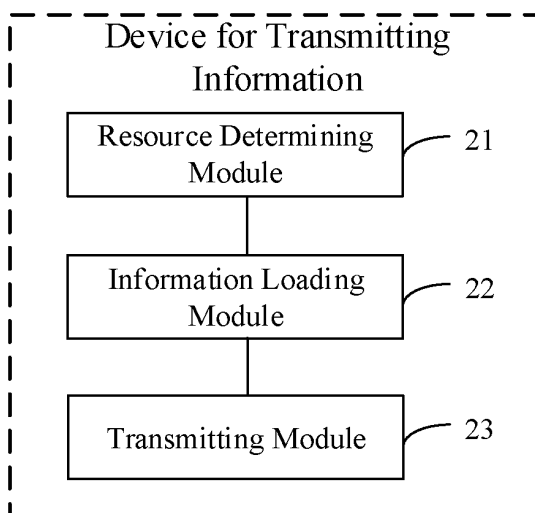 Device for Transmitting
Information
Resource Determining
Module
21
Information Loading
Module
22
Transmitting Module
23